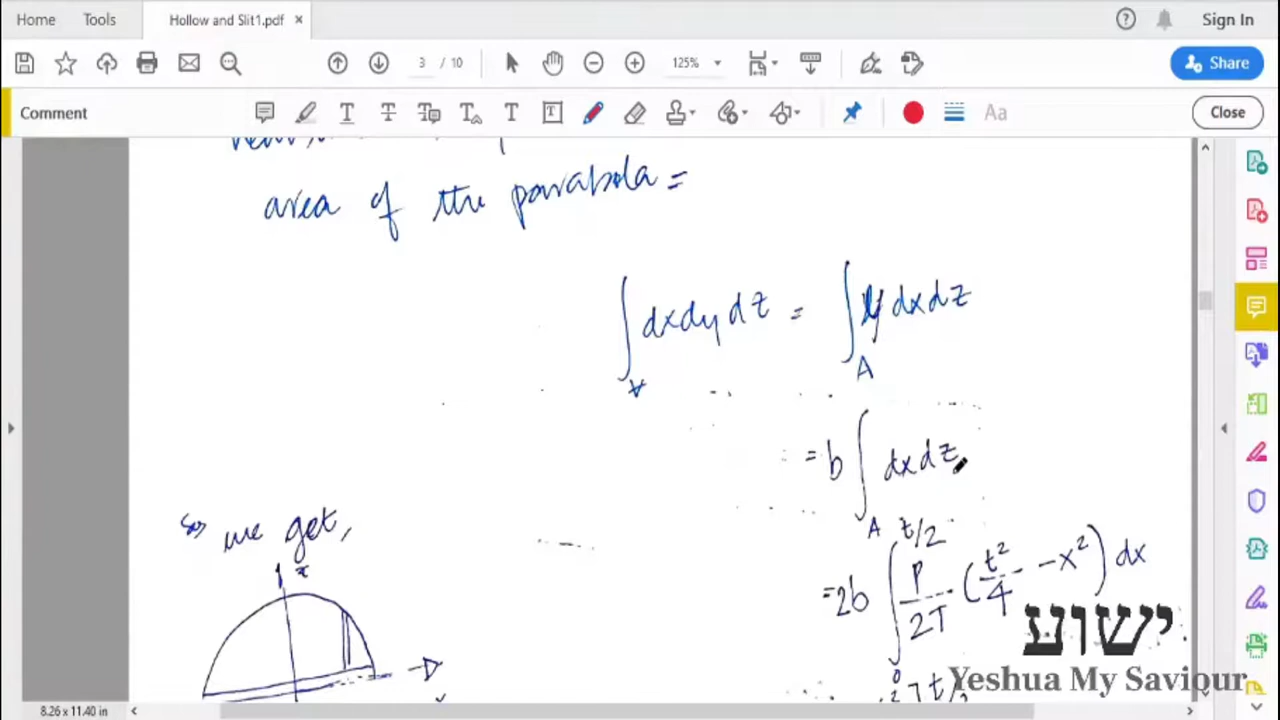 Home Tools Hollow and Slit1.pdf × Sign In
3 / 10 125% Share
Comment Aa Close
area of the parabola =
∫ dxdydz = ∫ y dxdz
V A
= b ∫ dxdz
A
so we get,
t/2
= 2b ∫ P/2T (t²/4 - x²) dx
0
z
x
ישוע
Yeshua My Saviour
8.26 x 11.40 in